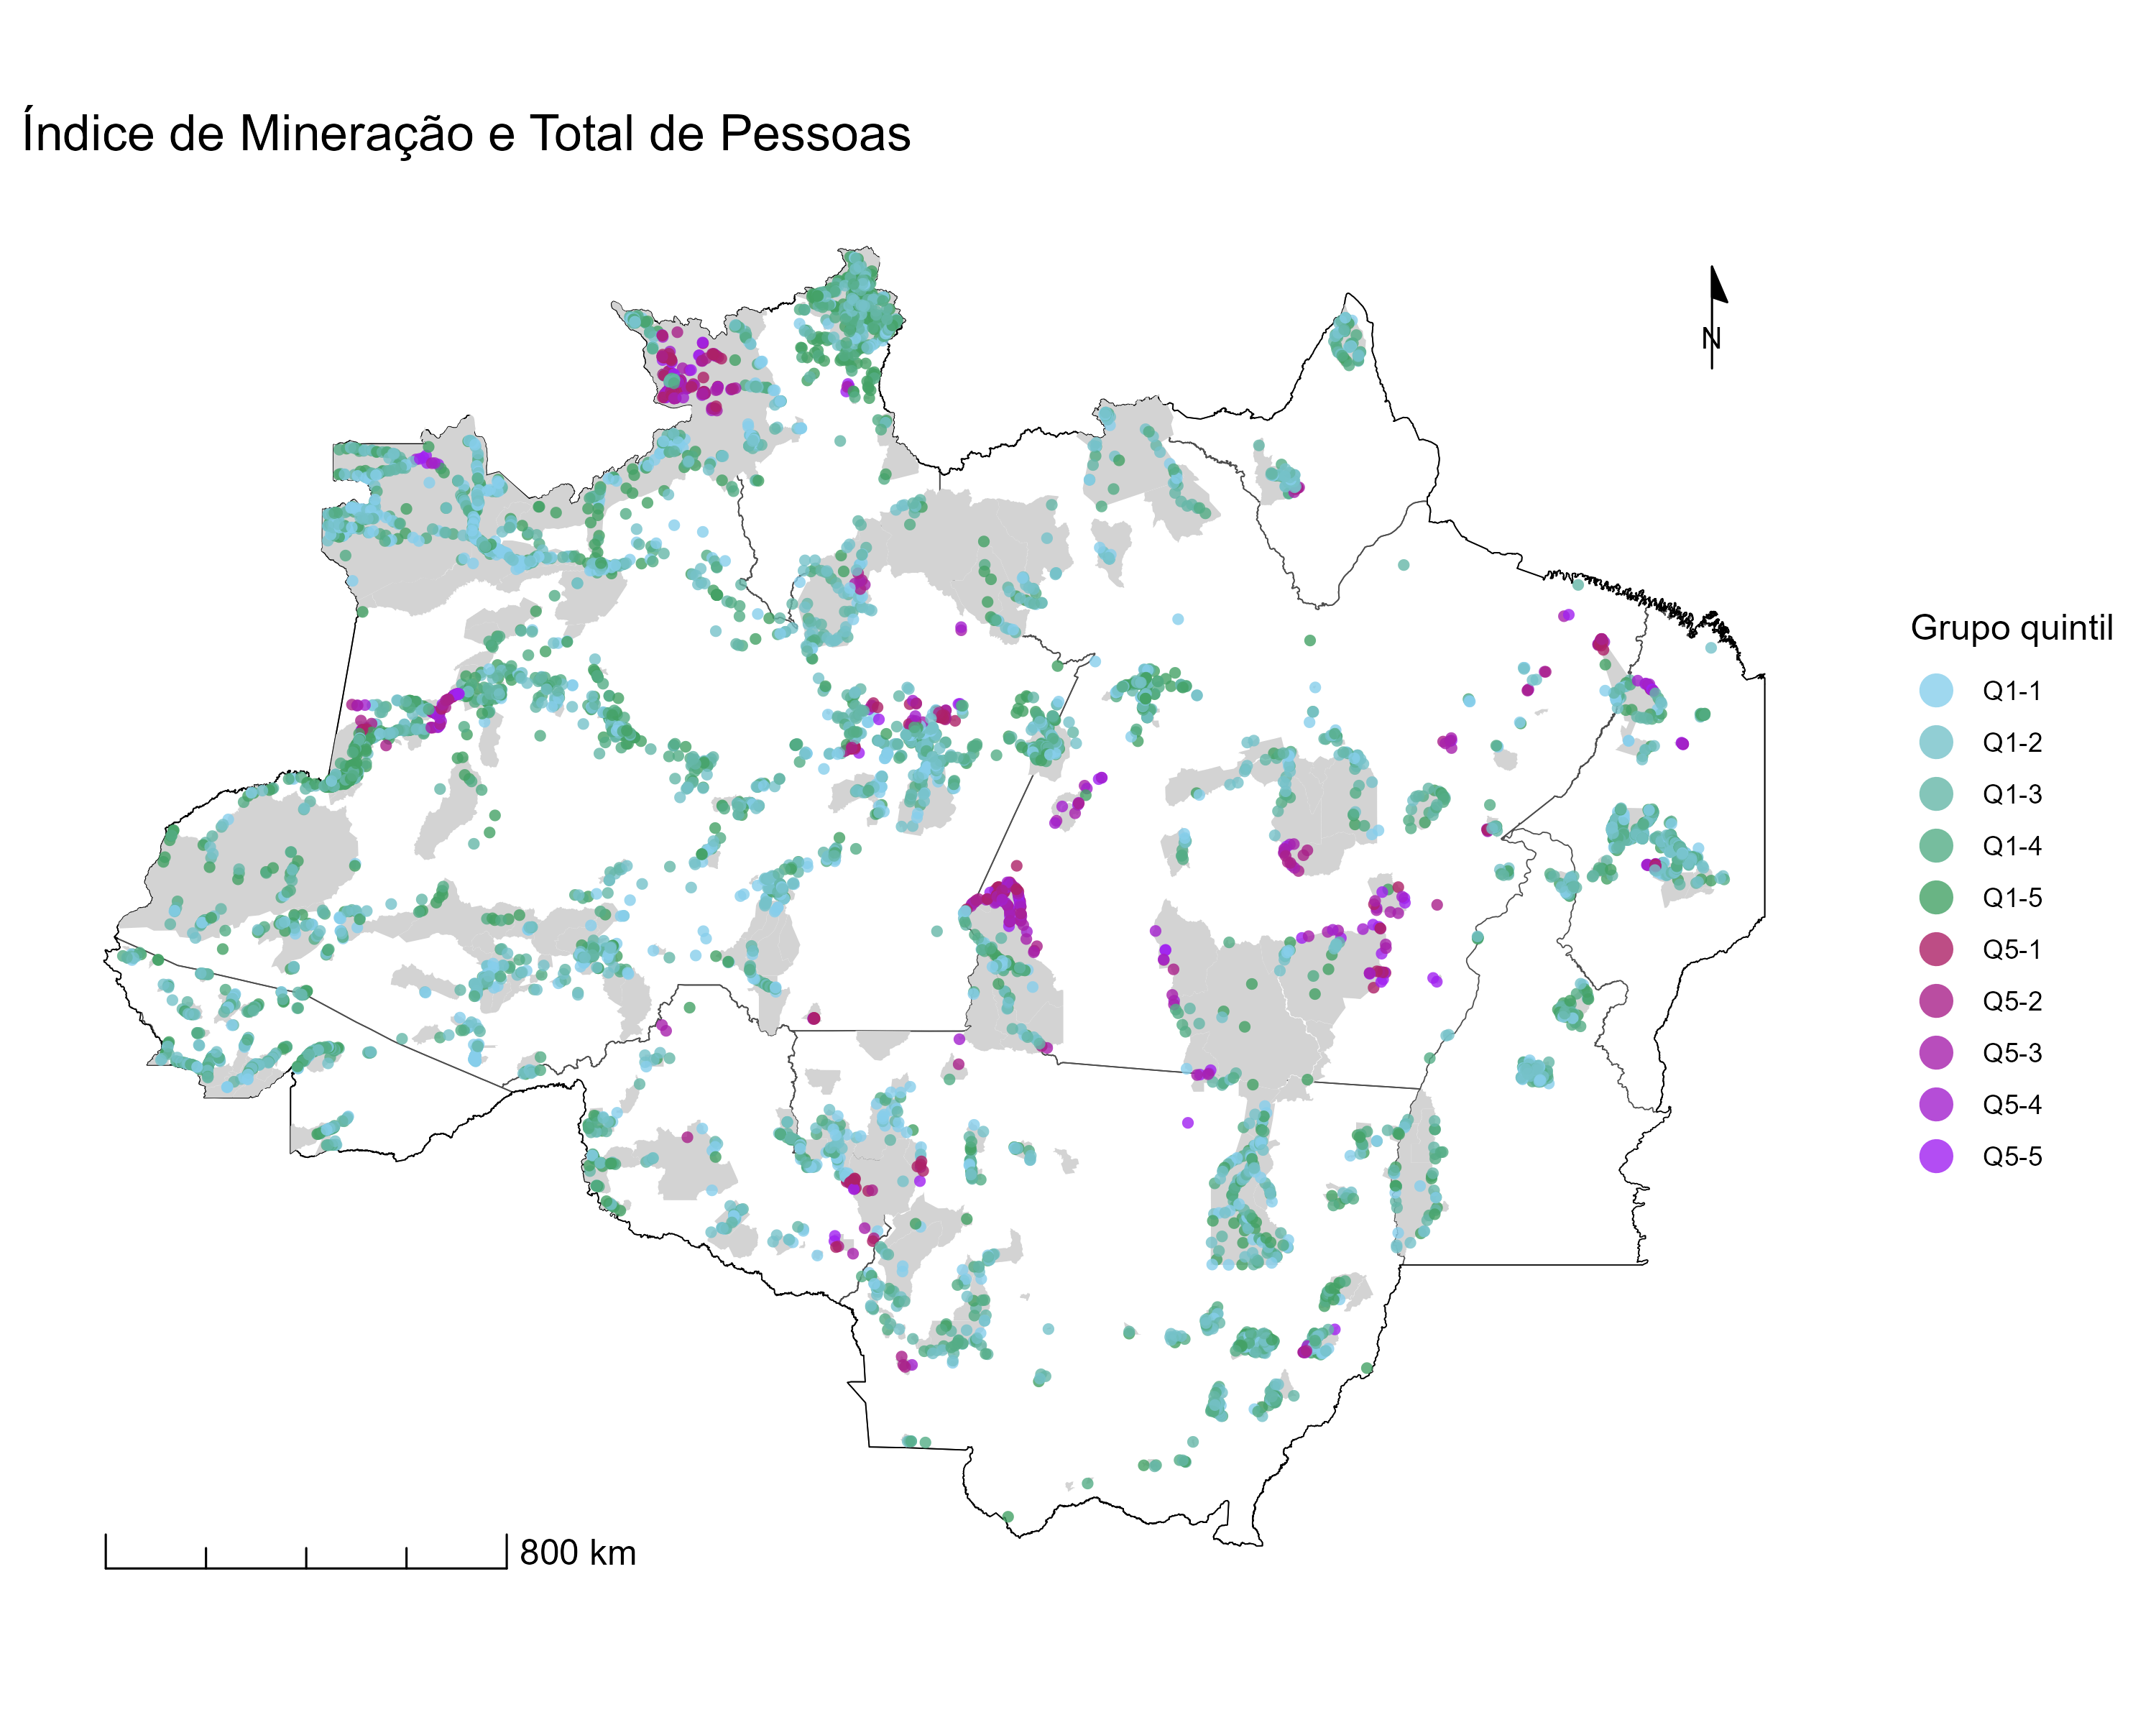 Índice de Mineração e Total de Pessoas
N
Grupo quintil
Q1-1
Q1-2
Q1-3
Q1-4
Q1-5
Q5-1
Q5-2
Q5-3
Q5-4
Q5-5
800 km